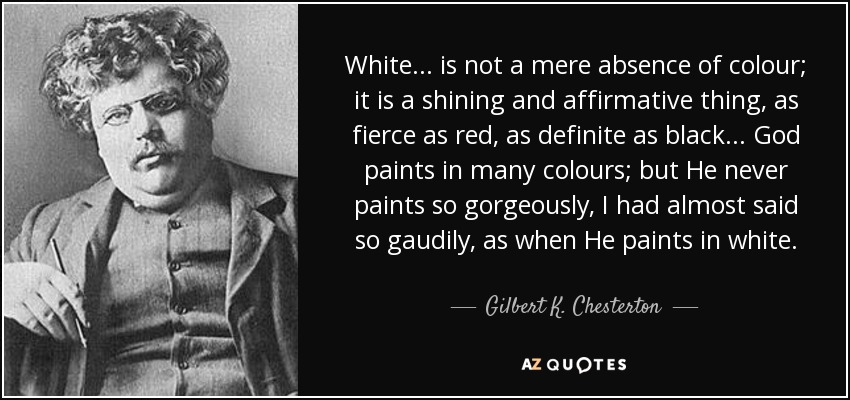 White... is not a mere absence of colour;
it is a shining and affirmative thing, as
fierce as red, as definite as black... God
paints in many colours; but He never
paints so gorgeously, I had almost said
so gaudily, as when He paints in white.
Gilbert K. Chesterton
AZ QUOTES